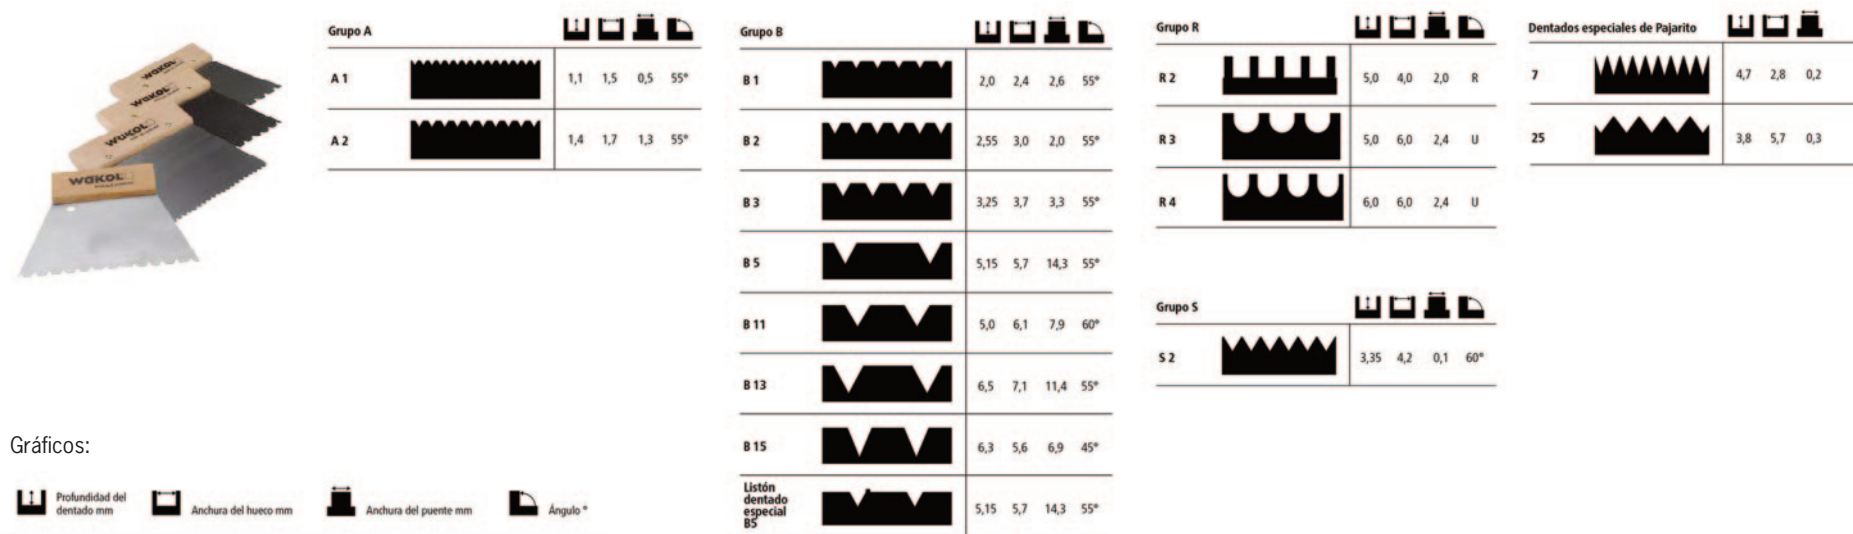 WAKOL
WAKOL
WAKOL
WAKOL
Grupo A
A 1 1,1 1,5 0,5 55°
A 2 1,4 1,7 1,3 55°
Grupo B
B 1 2,0 2,4 2,6 55°
B 2 2,55 3,0 2,0 55°
B 3 3,25 3,7 3,3 55°
B 5 5,15 5,7 14,3 55°
B 11 5,0 6,1 7,9 60°
B 13 6,5 7,1 11,4 55°
B 15 6,3 5,6 6,9 45°
Listón
dentado
especial
B5
5,15 5,7 14,3 55°
Grupo R
R 2 5,0 4,0 2,0 R
R 3 5,0 6,0 2,4 U
R 4 6,0 6,0 2,4 U
Grupo S
S 2 3,35 4,2 0,1 60°
Dentados especiales de Pajarito
7 4,7 2,8 0,2
25 3,8 5,7 0,3
Gráficos:
Profundidad del
dentado mm
Anchura del hueco mm
Anchura del puente mm
Ángulo °